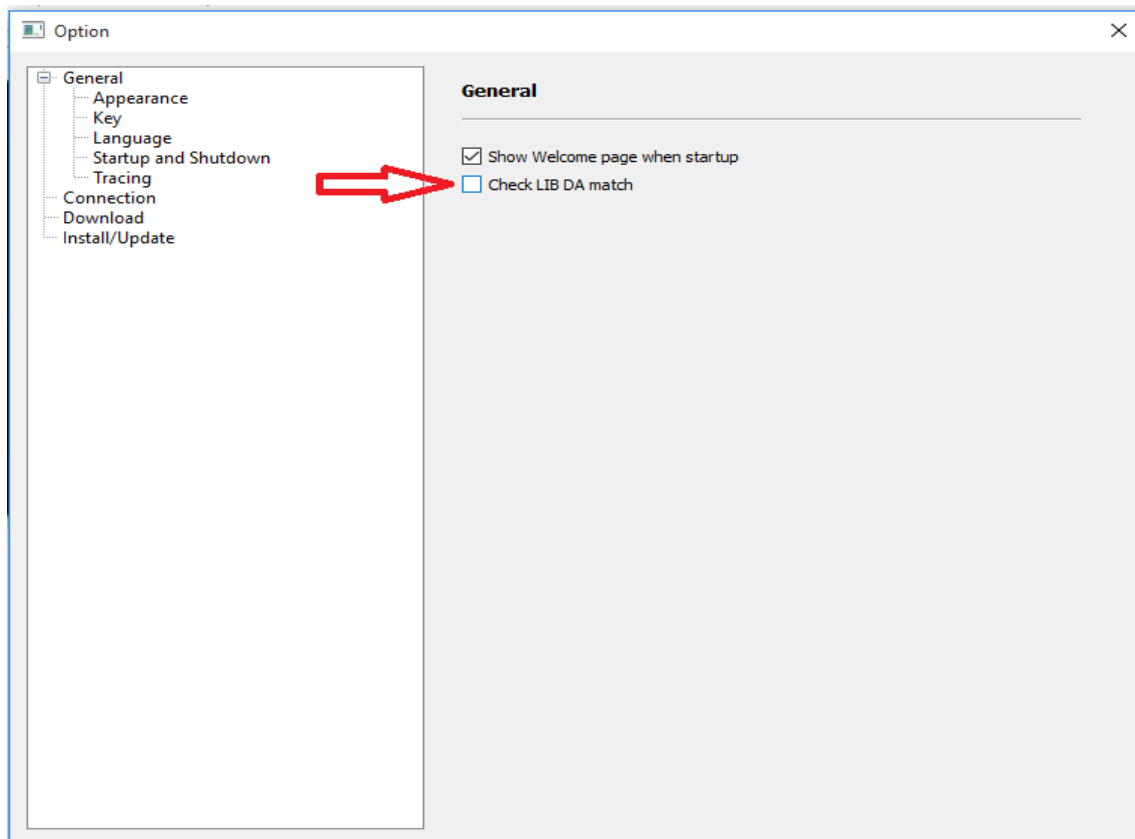 Option
General
Appearance
Key
Language
Startup and Shutdown
Tracing
Connection
Download
Install/Update
General
Show Welcome page when startup
Check LIB DA match